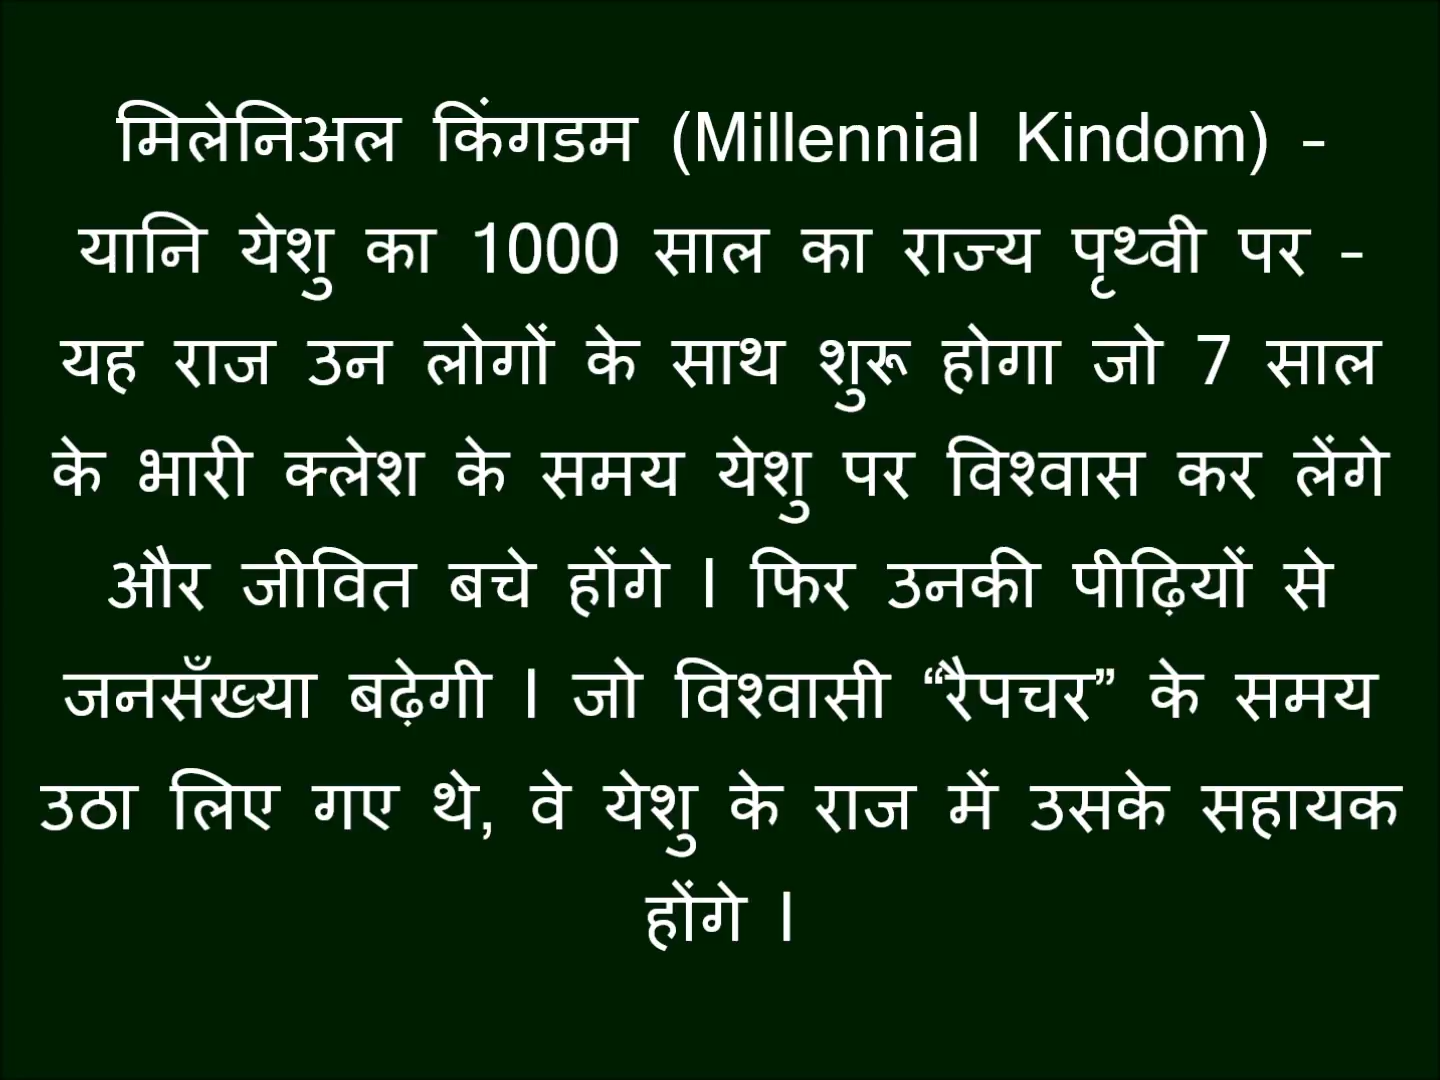 मिलेनिअल किंगडम (Millennial Kindom) -
यानि येशु का 1000 साल का राज्य पृथ्वी पर -
यह राज उन लोगों के साथ शुरू होगा जो 7 साल
के भारी क्लेश के समय येशु पर विश्वास कर लेंगे
और जीवित बचे होंगे । फिर उनकी पीढ़ियों से
जनसँख्या बढ़ेगी । जो विश्वासी “रैपचर” के समय
उठा लिए गए थे, वे येशु के राज में उसके सहायक
होंगे ।